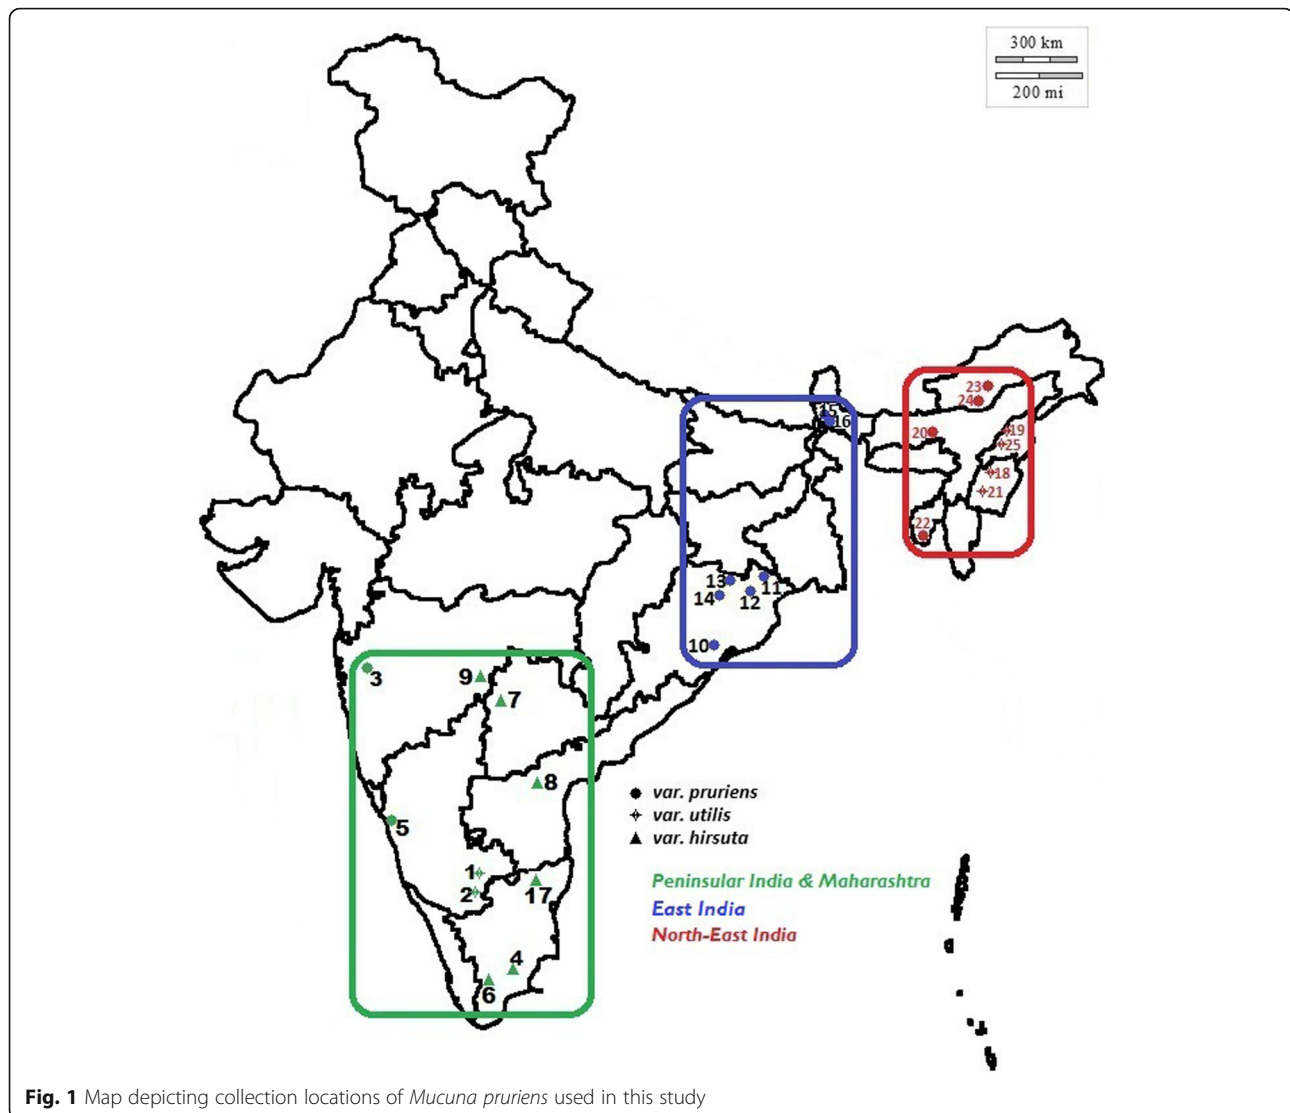 300 km
200 mi
23
24
15
16
20
19
25
18
21
22
13
11
14
12
10
3
9
7
8
5
1
2
17
4
6
var. pruriens
var. utilis
var. hirsuta
Peninsular India & Maharashtra
East India
North-East India
Fig. 1 Map depicting collection locations of Mucuna pruriens used in this study